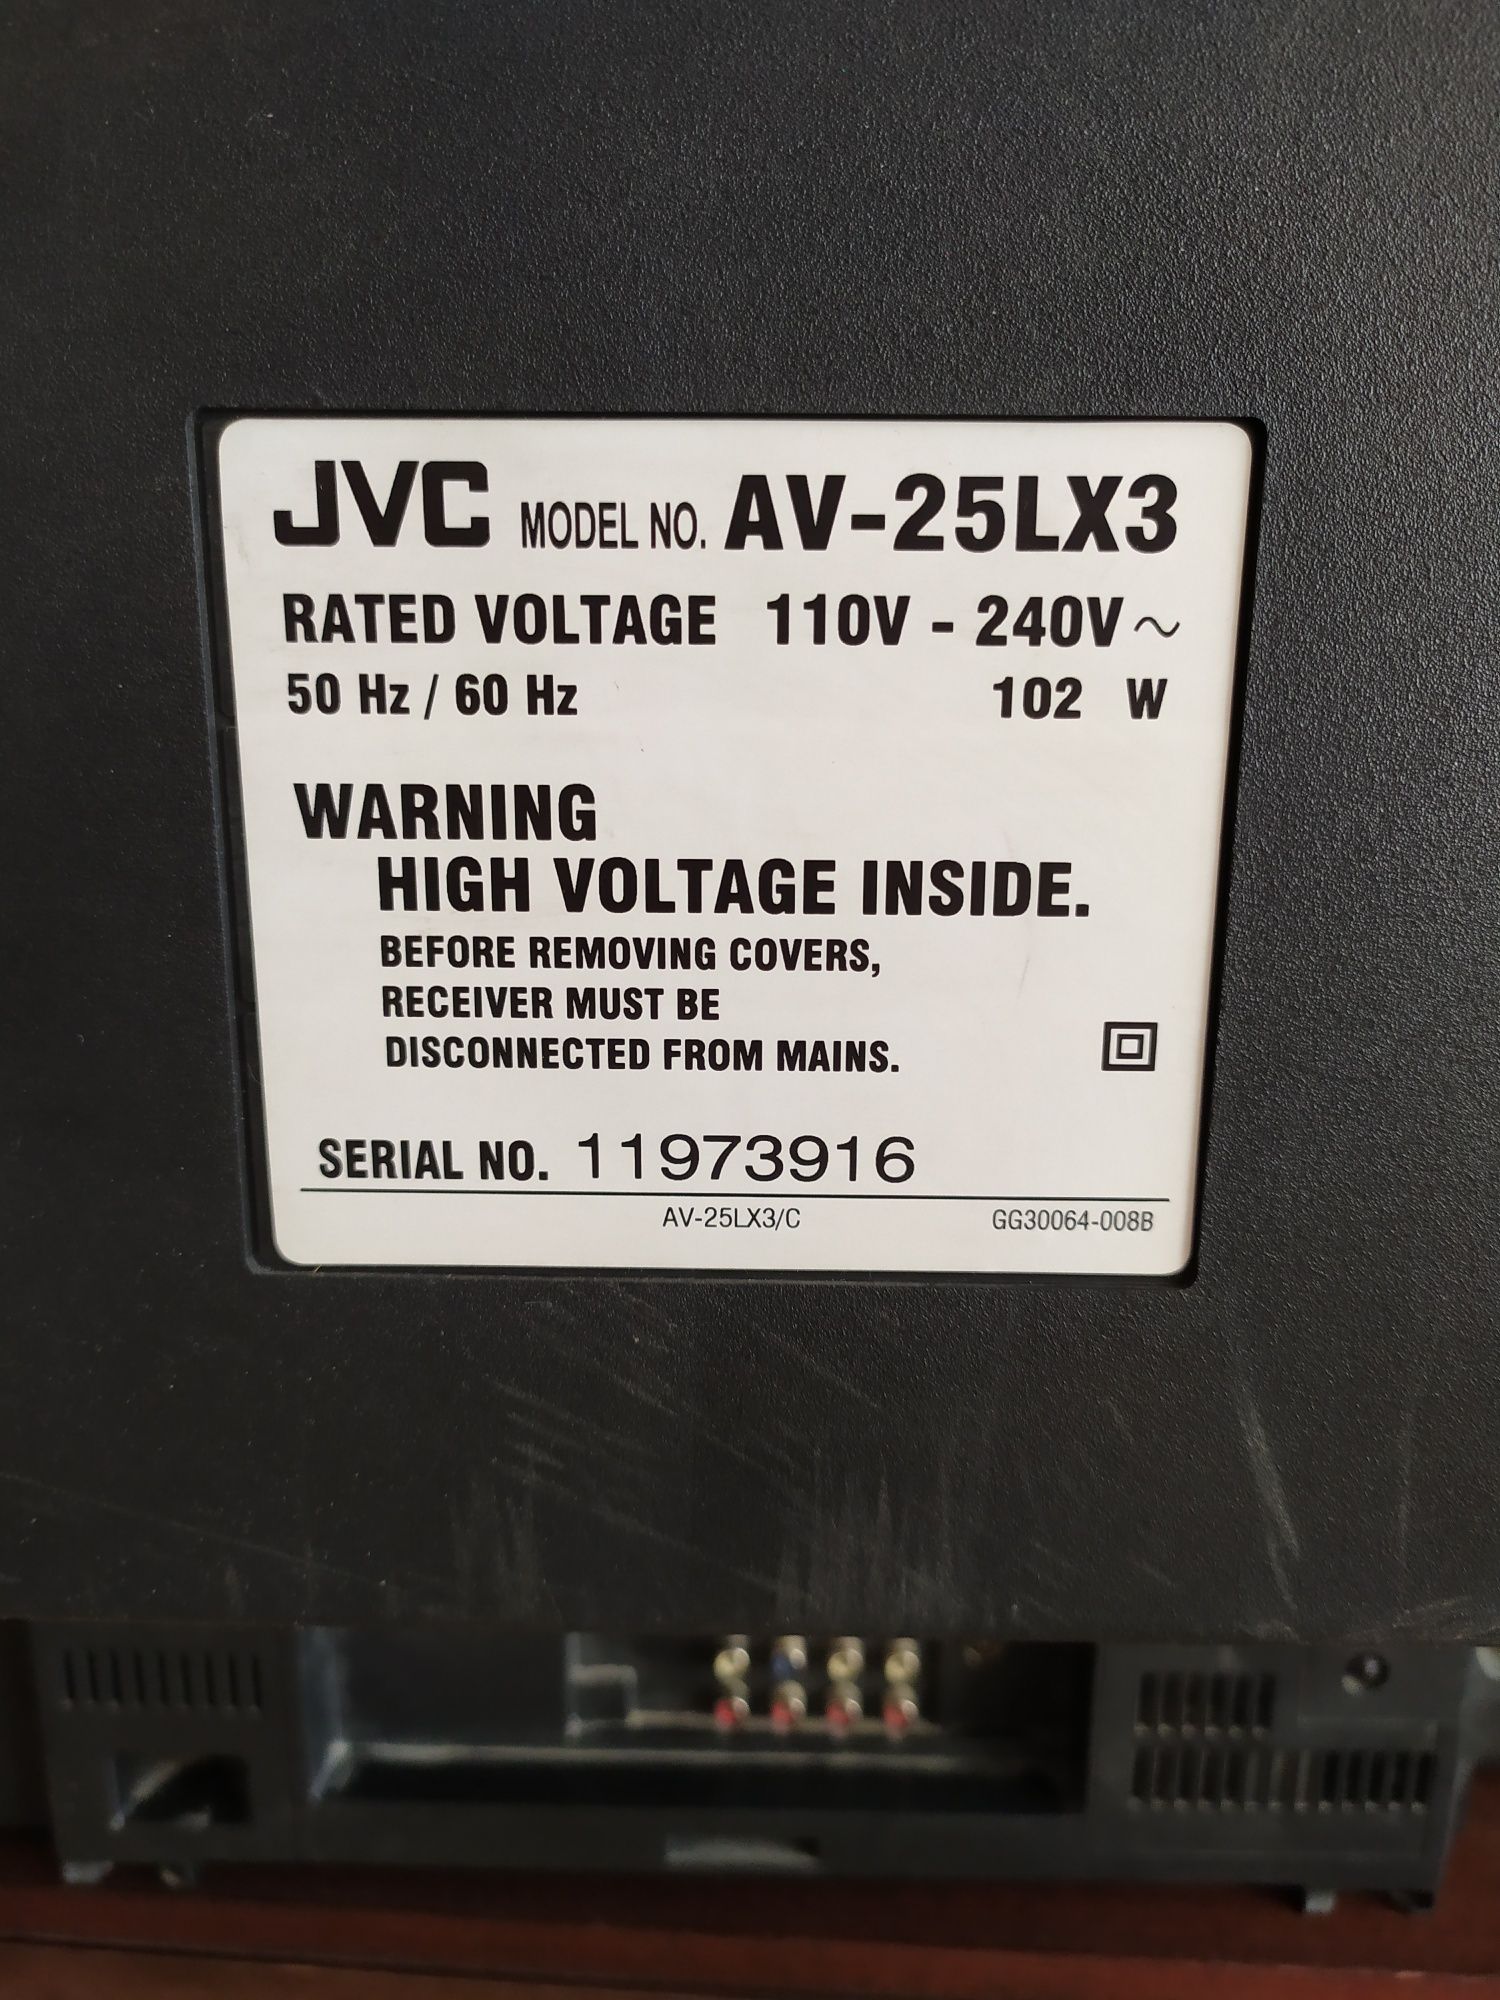 JVC MODEL NO. AV-25LX3
RATED VOLTAGE 110V - 240V ~
50 Hz / 60 Hz 102 W
WARNING
HIGH VOLTAGE INSIDE.
BEFORE REMOVING COVERS,
RECEIVER MUST BE
DISCONNECTED FROM MAINS.
SERIAL NO. 11973916
AV-25LX3/C GG30064-008B